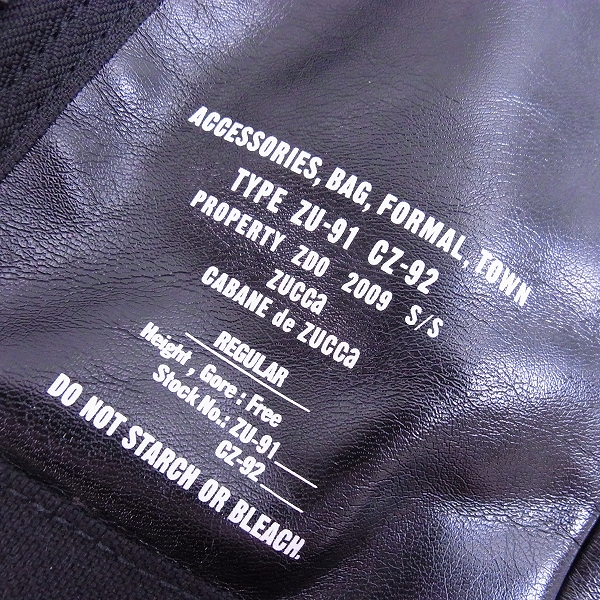 ACCESSORIES, BAG, FORMAL, TOWN
TYPE ZU-91 CZ-92
PROPERTY ZDO 2009 S/S
ZUCCa
CABANE de ZUCCa
REGULAR
Height, Gore : Free
Stock No.: ZU-91
CZ-92
DO NOT STARCH OR BLEACH.